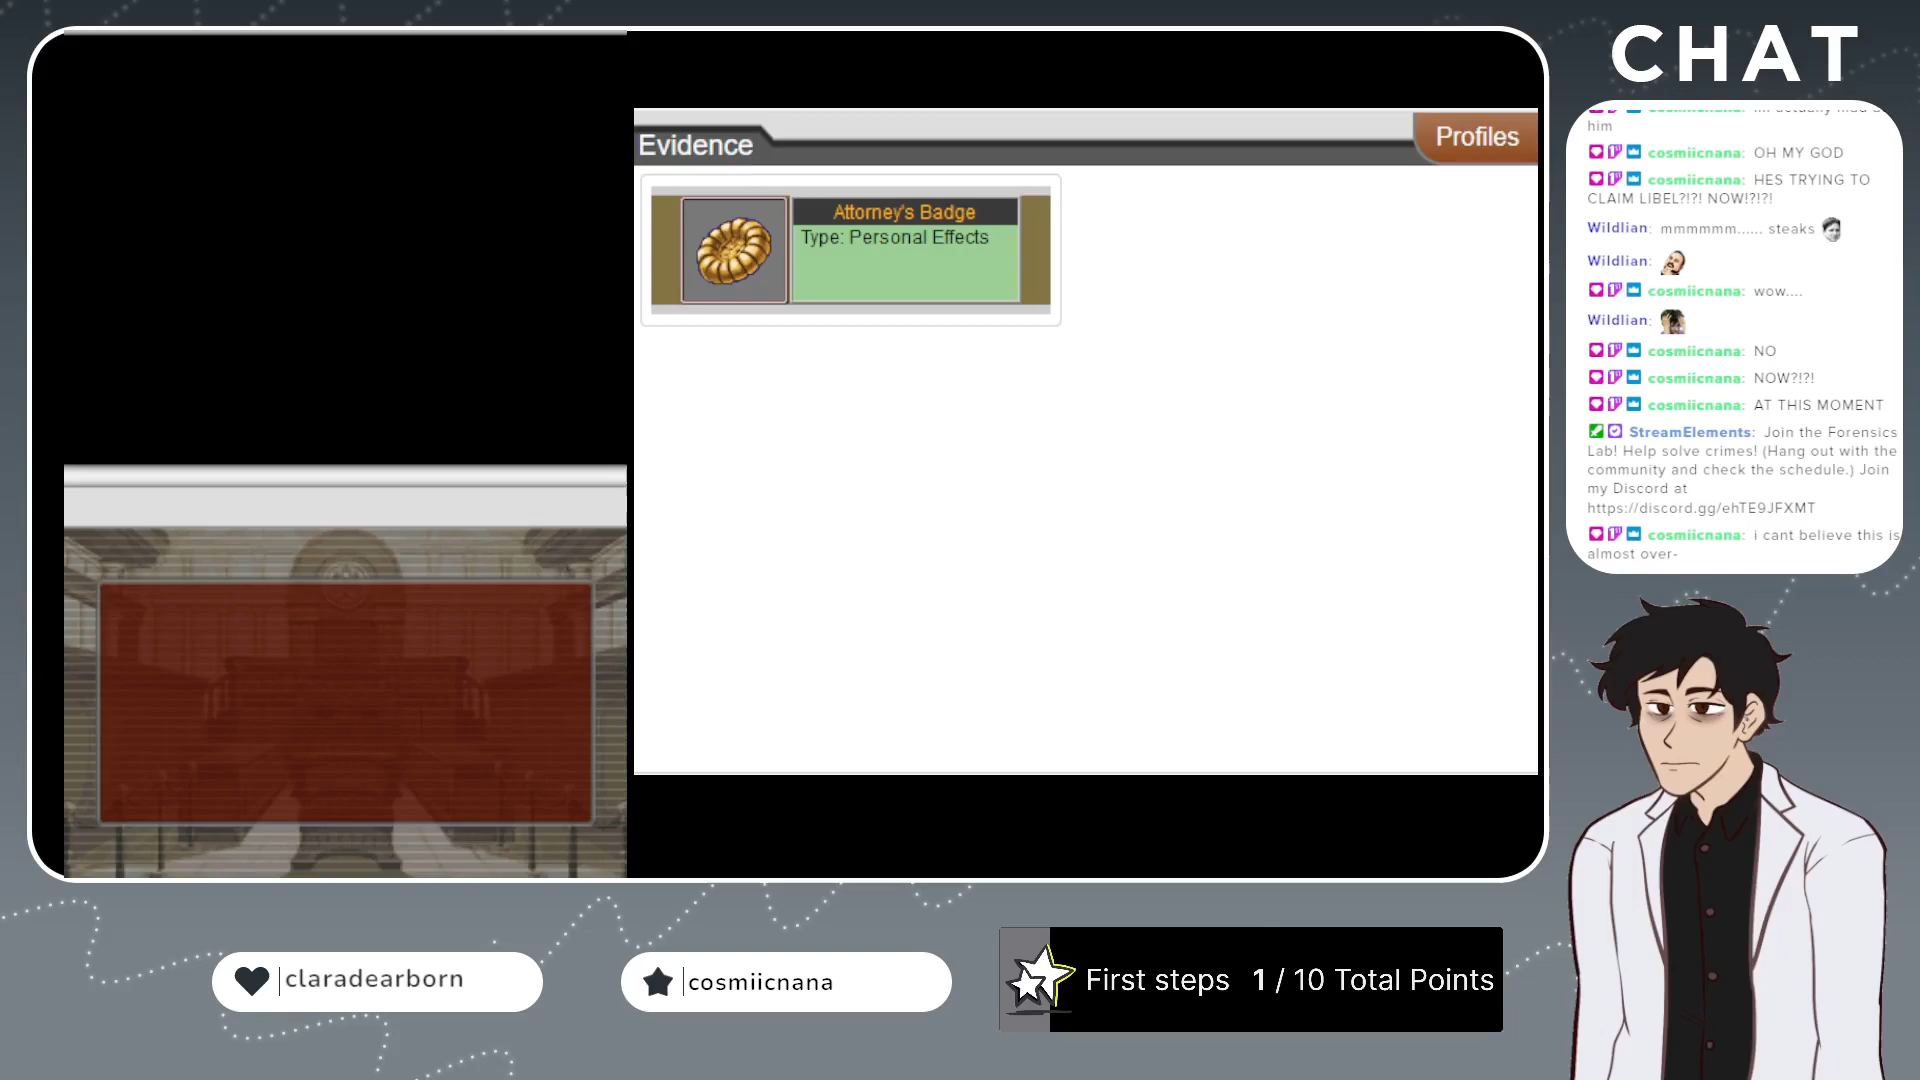 CHAT
Evidence
Profiles
Attorney's Badge
Type: Personal Effects
him
cosmiicnana: OH MY GOD
cosmiicnana: HES TRYING TO
CLAIM LIBEL?!?! NOW!?!?!
Wildlian: mmmmmm...... steaks
Wildlian:
cosmiicnana: wow....
Wildlian:
cosmiicnana: NO
cosmiicnana: NOW?!?!
cosmiicnana: AT THIS MOMENT
StreamElements: Join the Forensics
Lab! Help solve crimes! (Hang out with the
community and check the schedule.) Join
my Discord at
https://discord.gg/ehTE9JFXMT
cosmiicnana: i cant believe this is
almost over-
claradearborn
cosmiicnana
First steps 1 / 10 Total Points